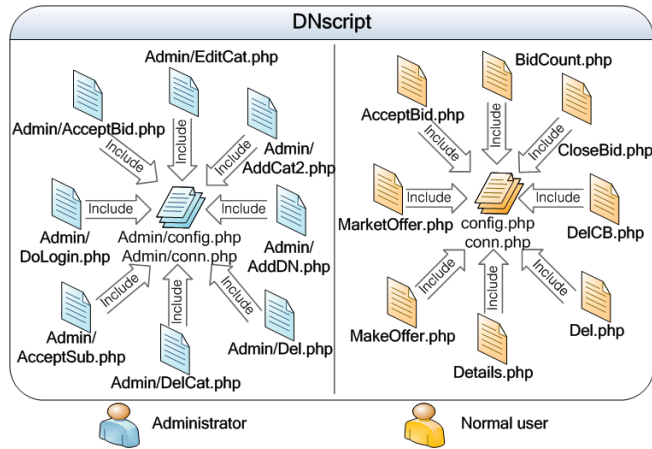 DNscript
Admin/EditCat.php
Admin/AcceptBid.php
Include
Include
Include
Admin/
AddCat2.php
Include
Include
Admin/
DoLogin.php
Admin/config.php
Admin/conn.php
Admin/
AddDN.php
Include
Include
Include
Admin/
AcceptSub.php
Admin/DelCat.php
Admin/Del.php
BidCount.php
AcceptBid.php
Include
Include
Include
CloseBid.php
Include
Include
MarketOffer.php
config.php
conn.php
DelCB.php
Include
Include
Include
MakeOffer.php
Details.php
Del.php
Administrator
Normal user